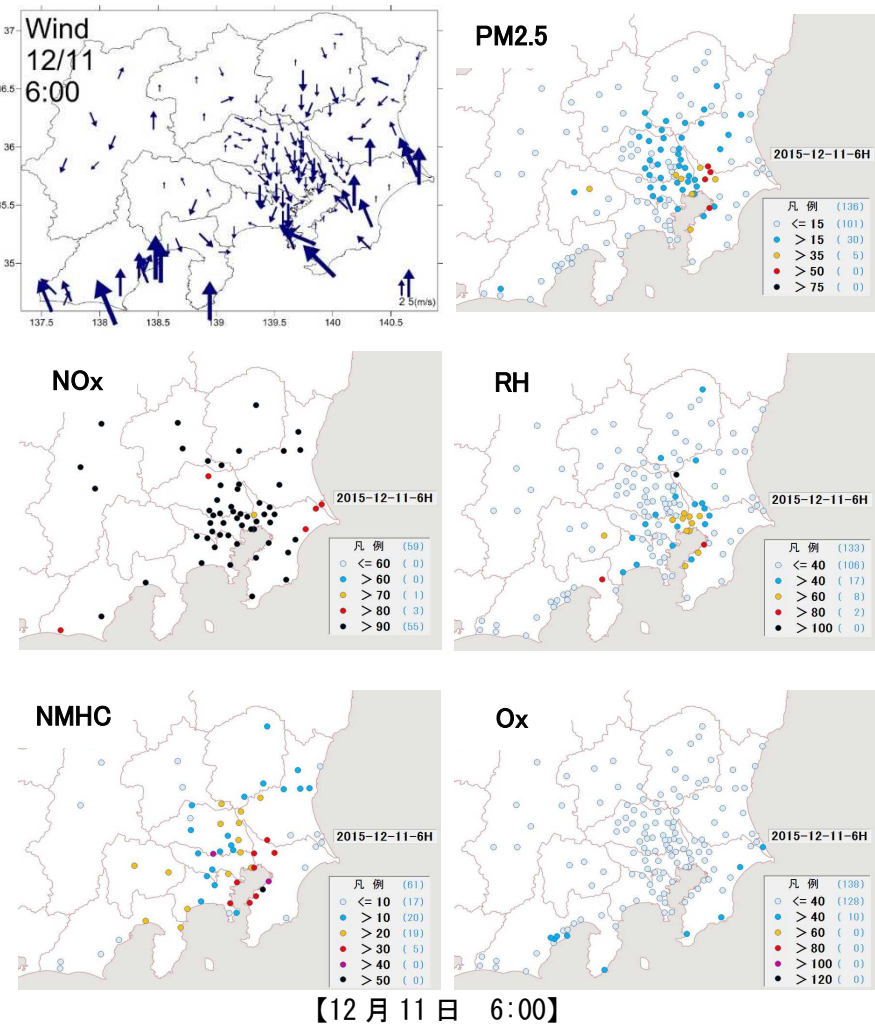 Wind
12/11
6:00
37
36.5
36
35.5
35
137.5 138 138.5 139 139.5 140 140.5
2 5(m/s)
PM2.5
2015-12-11-6H
凡 例 (136)
<= 15 (101)
> 15 ( 30)
> 35 ( 5)
> 50 ( 0)
> 75 ( 0)
NOx
2015-12-11-6H
凡 例 (59)
<= 60 ( 0)
> 60 ( 0)
> 70 ( 1)
> 80 ( 3)
> 90 (55)
RH
2015-12-11-6H
凡 例 (133)
<= 40 (106)
> 40 ( 17)
> 60 ( 8)
> 80 ( 2)
> 100 ( 0)
NMHC
2015-12-11-6H
凡 例 (61)
<= 10 (17)
> 10 (20)
> 20 (19)
> 30 ( 5)
> 40 ( 0)
> 50 ( 0)
Ox
2015-12-11-6H
凡 例 (138)
<= 40 (128)
> 40 ( 10)
> 60 ( 0)
> 80 ( 0)
> 100 ( 0)
> 120 ( 0)
【12 月 11 日 6:00】